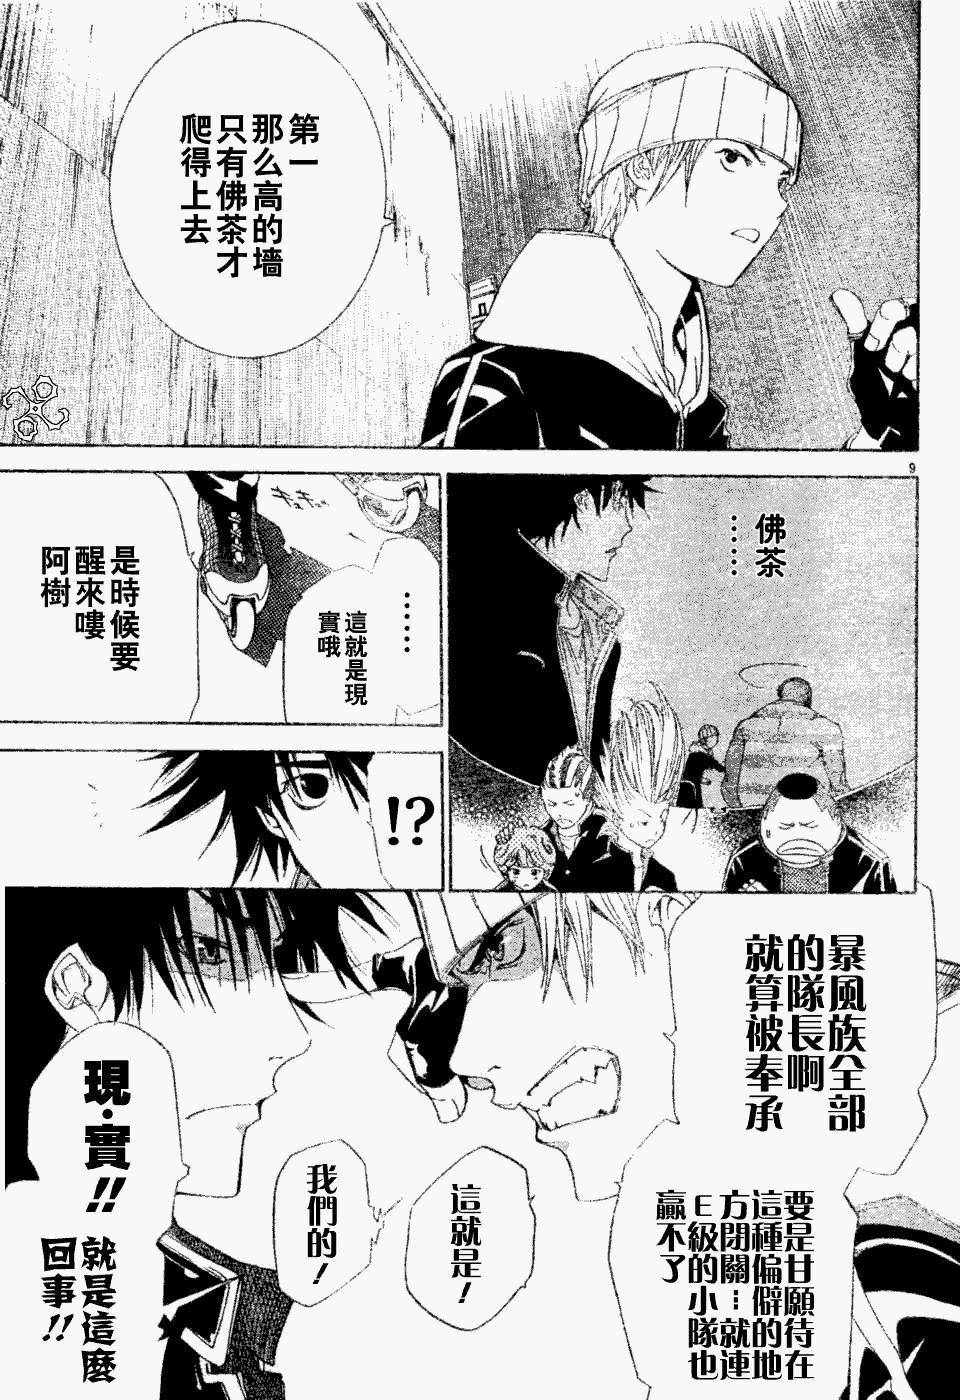 第一
那么高的墻
只有佛茶才
爬得上去
9
佛茶
……
……
這就是現
實哦
是時候要
醒來嘍
阿樹
!?
暴風族全部
的隊長啊
就算被奉承
要是甘願待在
這種偏僻的地
方閉關…就連
E級的小隊也
贏不了
這就是!
我們的!
現·實!!
就是這麼
回事!!